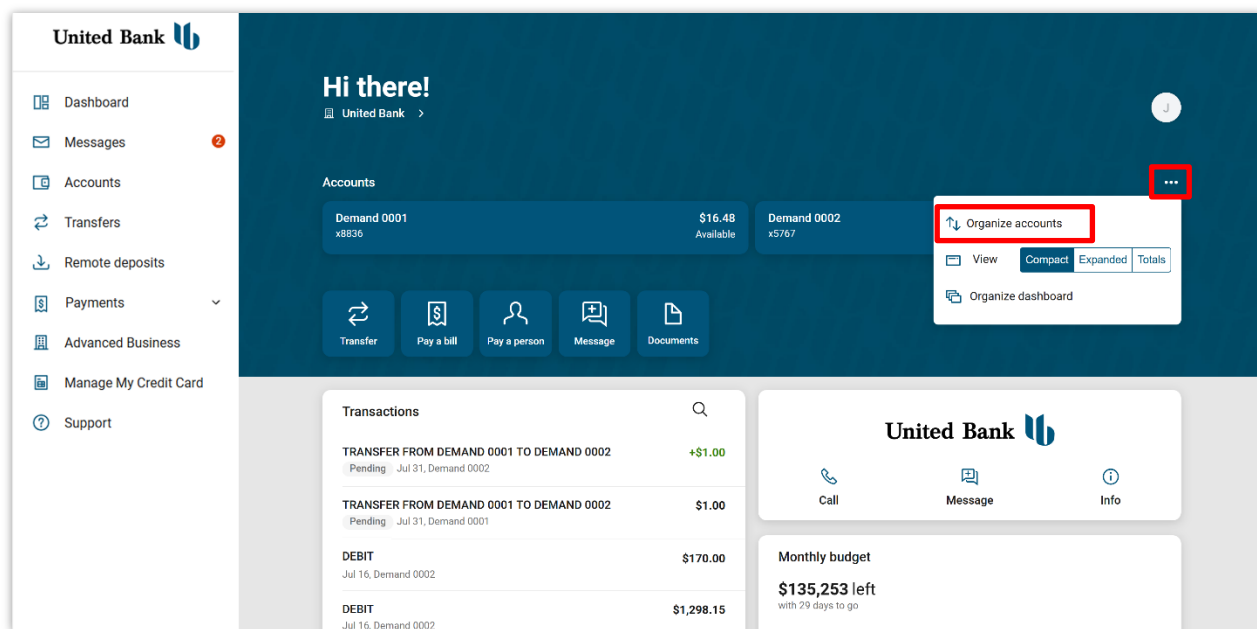 United Bank
Dashboard
Messages 2
Accounts
Transfers
Remote deposits
Payments
Advanced Business
Manage My Credit Card
Support
Hi there!
United Bank
J
Accounts
Demand 0001 $16.48
x8836 Available
Demand 0002
x5767
Organize accounts
View Compact Expanded Totals
Organize dashboard
Transfer Pay a bill Pay a person Message Documents
Transactions
TRANSFER FROM DEMAND 0001 TO DEMAND 0002 +$1.00
Pending Jul 31, Demand 0002
TRANSFER FROM DEMAND 0001 TO DEMAND 0002 $1.00
Pending Jul 31, Demand 0001
DEBIT $170.00
Jul 16, Demand 0002
DEBIT $1,298.15
Jul 16, Demand 0002
United Bank
Call Message Info
Monthly budget
$135,253 left
with 29 days to go